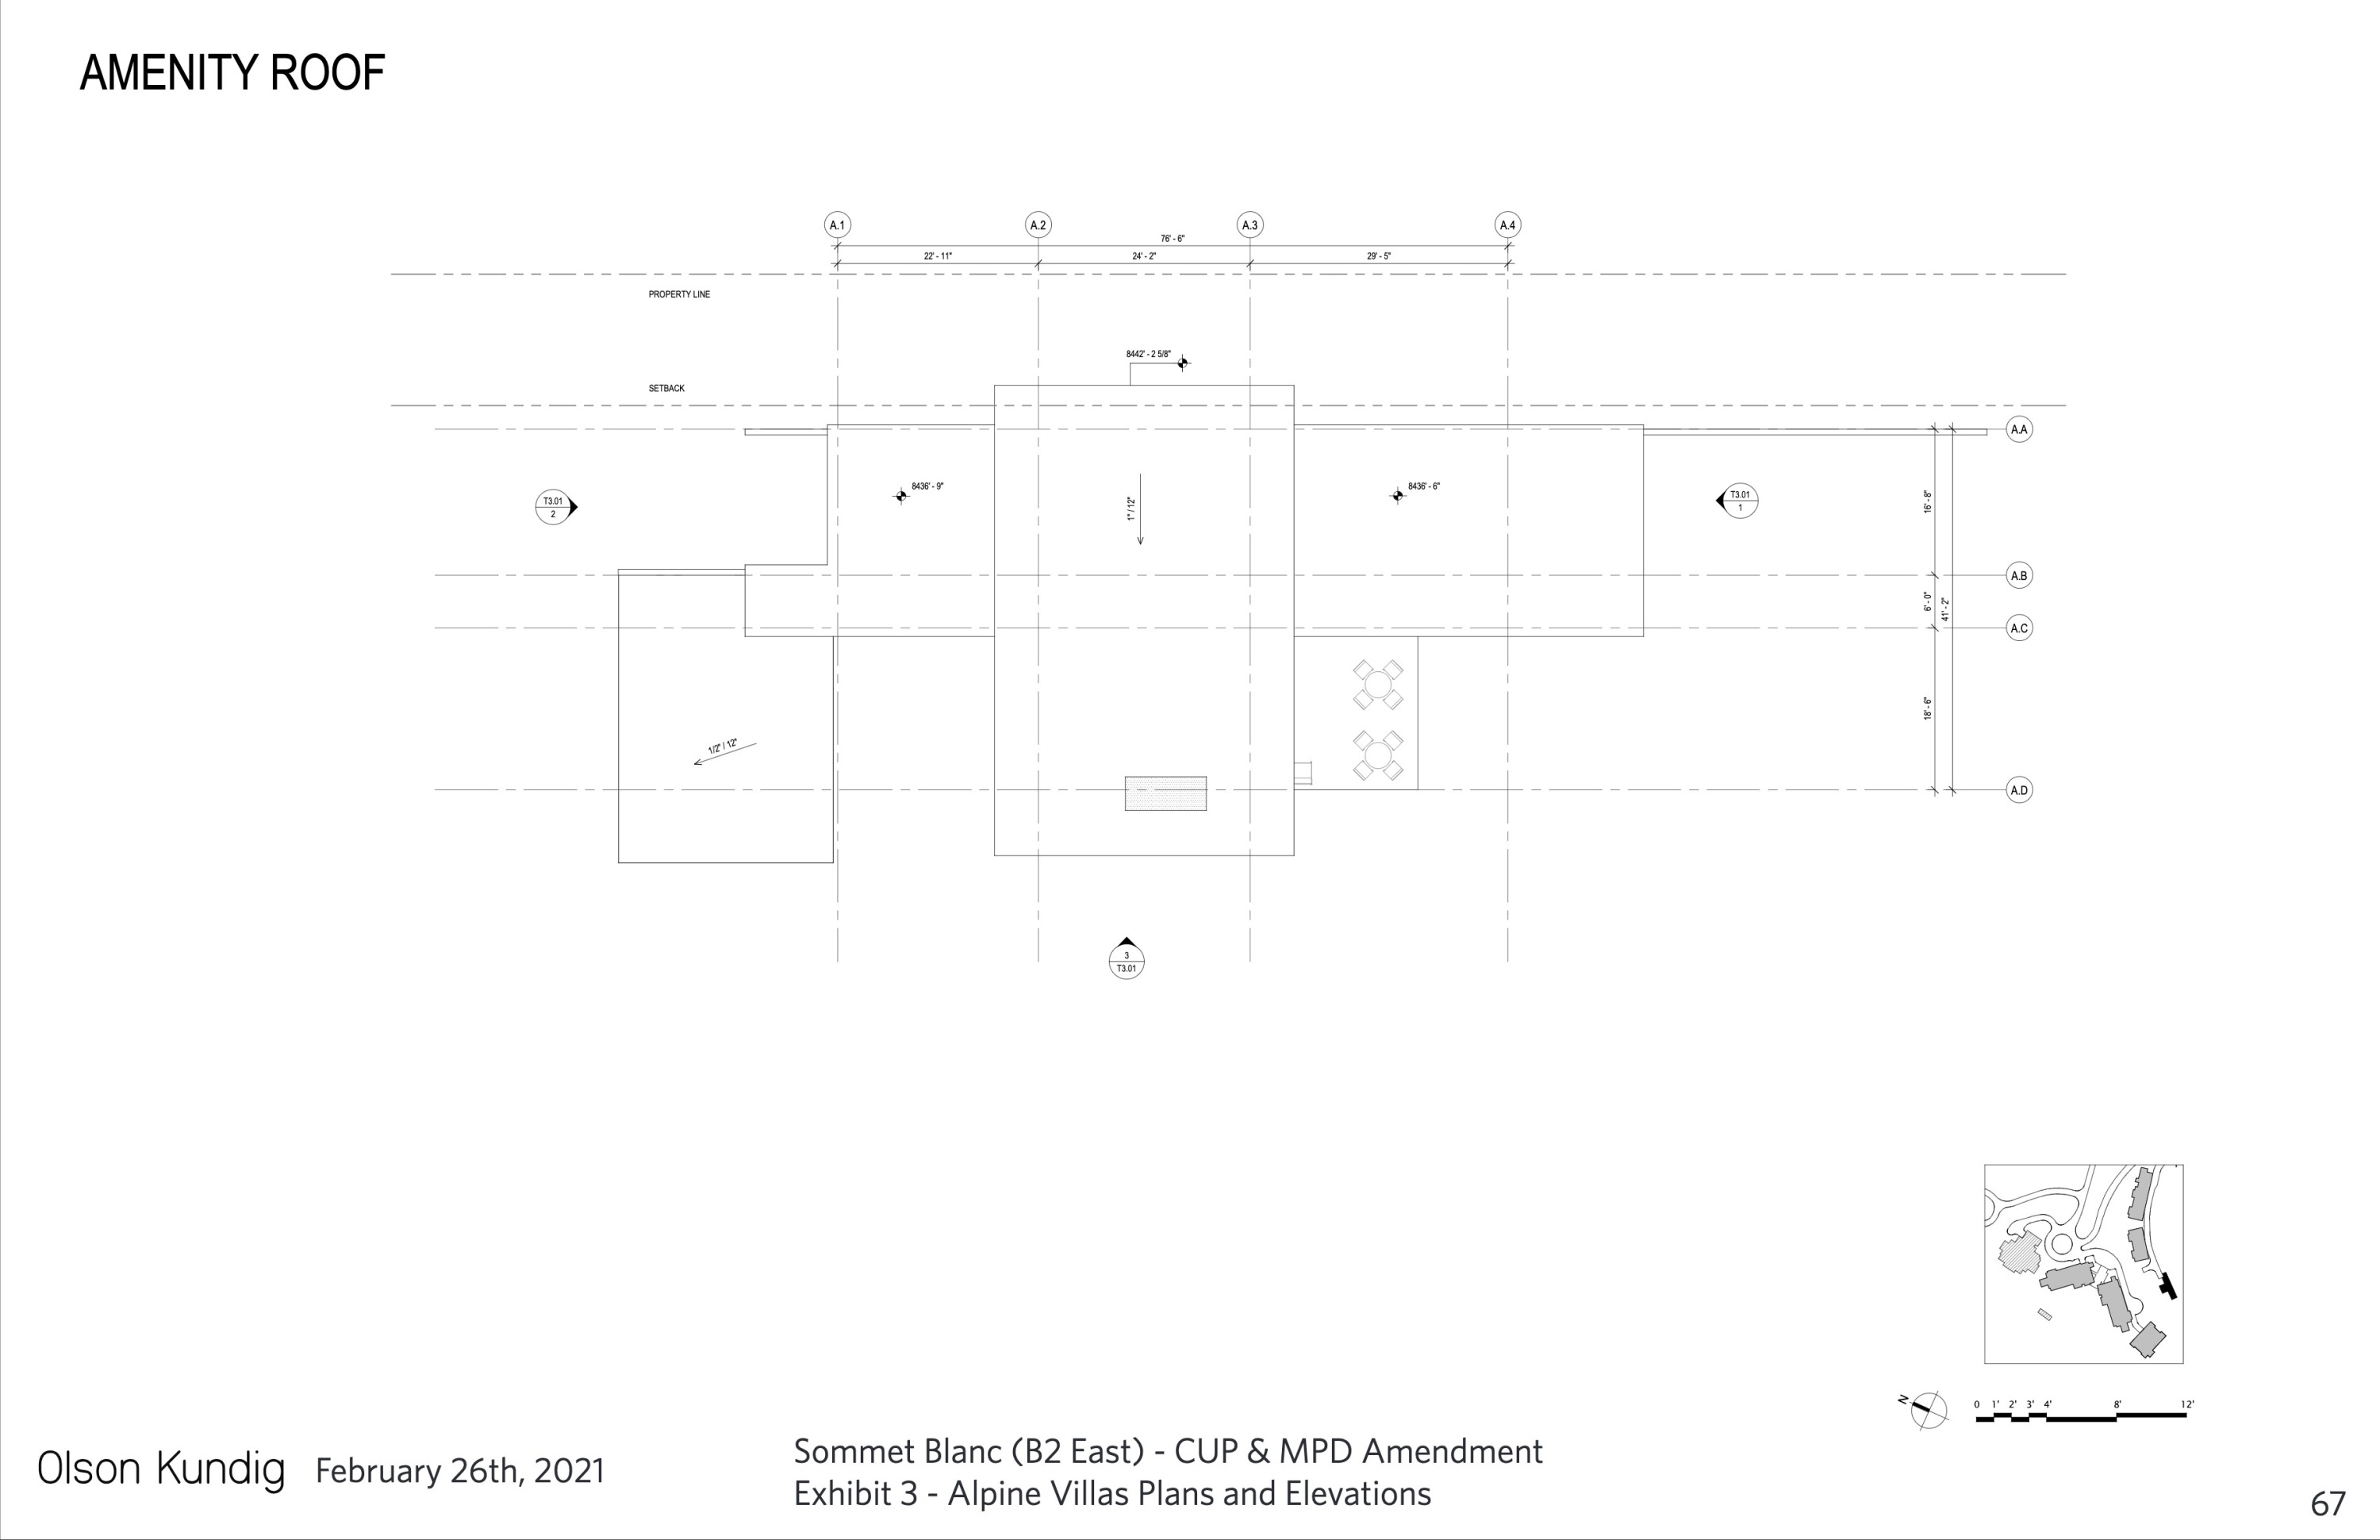 AMENITY ROOF
A.1
A.2
A.3
A.4
76' - 6"
22' - 11"
24' - 2"
29' - 5"
PROPERTY LINE
8442' - 2 5/8"
SETBACK
A.A
8436' - 9"
8436' - 6"
T3.01
2
1" / 12"
T3.01
1
16' - 8"
A.B
6' - 0"
41' - 2"
A.C
18' - 6"
1/2" / 12"
A.D
3
T3.01
N
0 1' 2' 3' 4' 8' 12'
Olson Kundig February 26th, 2021
Sommet Blanc (B2 East) - CUP & MPD Amendment
Exhibit 3 - Alpine Villas Plans and Elevations
67